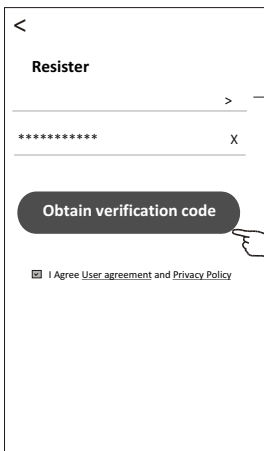 <
Resister
>
*********** X
Obtain verification code
I Agree User agreement and Privacy Policy